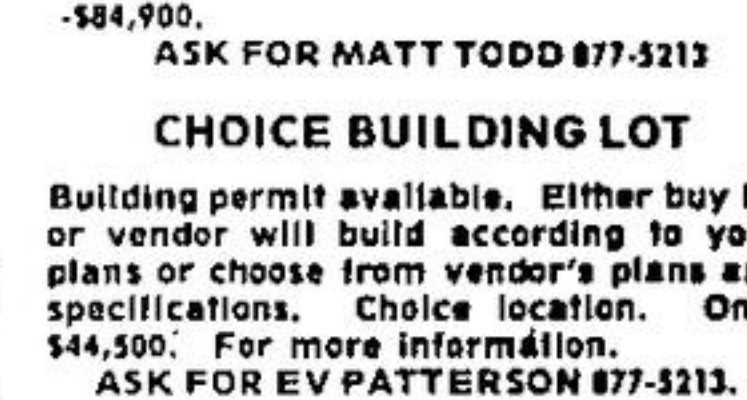 -$84,900.
ASK FOR MATT TODD 877-5213
CHOICE BUILDING LOT
Building permit available. Either buy
or vendor will build according to yo
plans or choose from vendor's plans a
specifications. Choice location. On
$44,500. For more information.
ASK FOR EV PATTERSON 877-5213.